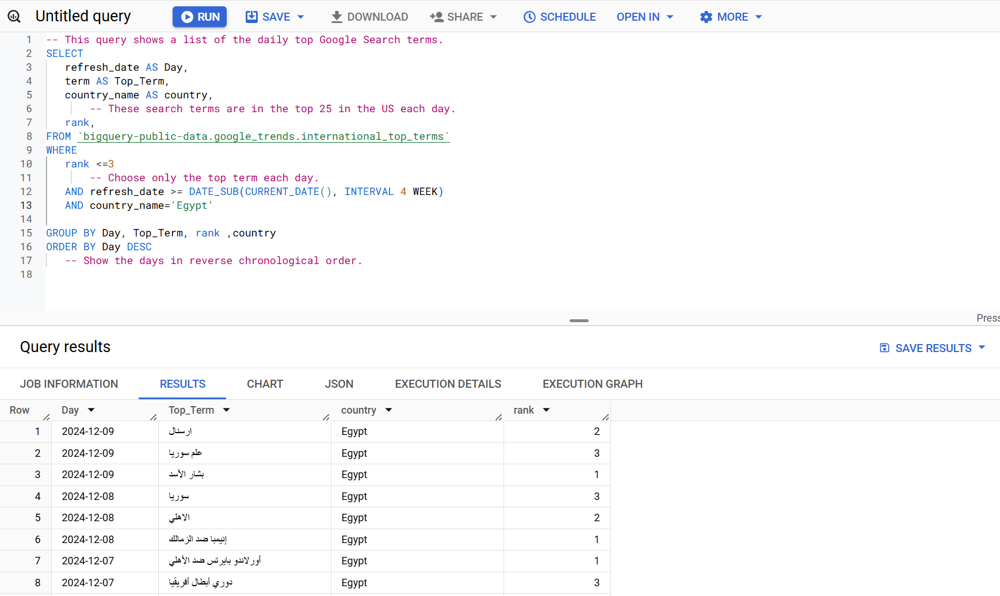 Untitled query RUN SAVE DOWNLOAD SHARE SCHEDULE OPEN IN MORE
1 -- This query shows a list of the daily top Google Search terms.
2 SELECT
3 refresh_date AS Day,
4 term AS Top_Term,
5 country_name AS country,
6 -- These search terms are in the top 25 in the US each day.
7 rank,
8 FROM `bigquery-public-data.google_trends.international_top_terms`
9 WHERE
10 rank <=3
11 -- Choose only the top term each day.
12 AND refresh_date >= DATE_SUB(CURRENT_DATE(), INTERVAL 4 WEEK)
13 AND country_name='Egypt'
14
15 GROUP BY Day, Top_Term, rank ,country
16 ORDER BY Day DESC
17 -- Show the days in reverse chronological order.
18
Press
Query results SAVE RESULTS
JOB INFORMATION RESULTS CHART JSON EXECUTION DETAILS EXECUTION GRAPH
Row Day Top_Term country rank
1 2024-12-09 ارسنال Egypt 2
2 2024-12-09 علم سوريا Egypt 3
3 2024-12-09 بشار الأسد Egypt 1
4 2024-12-08 سوريا Egypt 3
5 2024-12-08 الاهلي Egypt 2
6 2024-12-08 إنيمبا ضد الزمالك Egypt 1
7 2024-12-07 أورلاندو بايرتس ضد الأهلي Egypt 1
8 2024-12-07 دوري أبطال أفريقيا Egypt 3